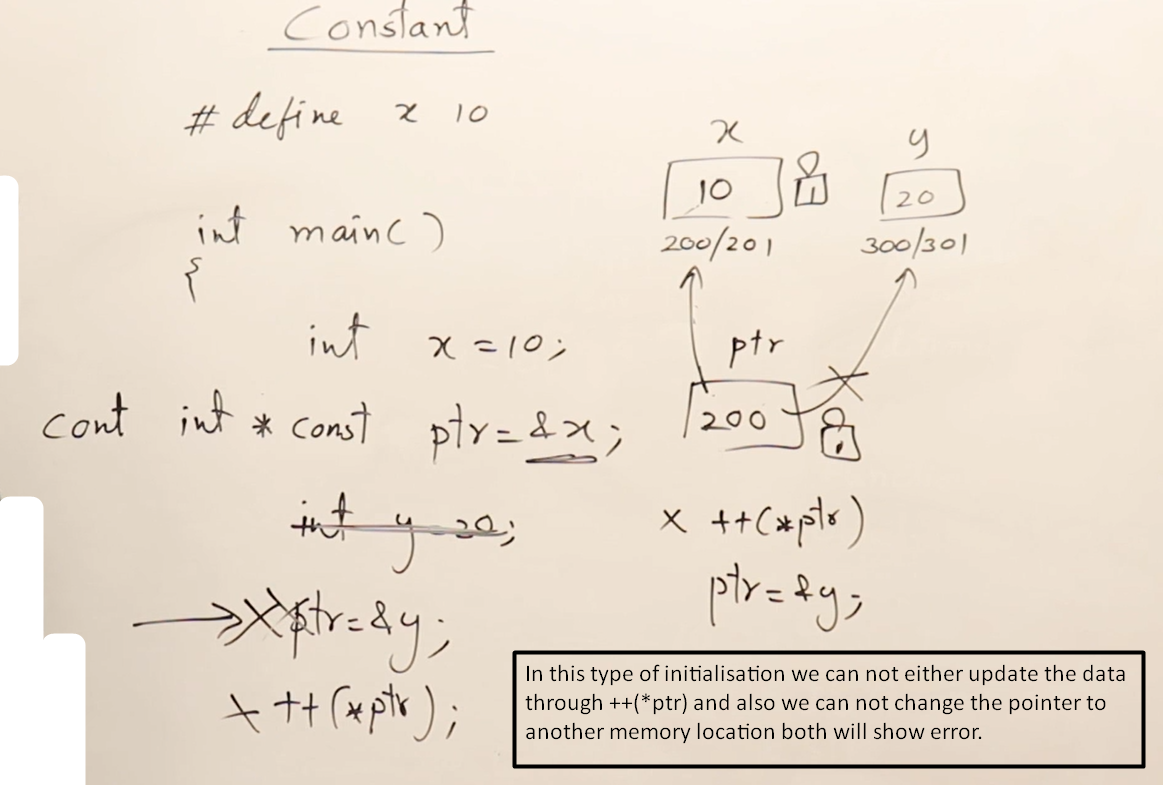 Constant
# define x 10
int main()
{
int x = 10;
cont int * const ptr = &x;
int y 20;
X ptr = &y;
x ++(*ptr);
x
10
200/201
y
20
300/301
ptr
200
x ++(*ptr)
ptr = &y;
In this type of initialisation we can not either update the data
through ++(*ptr) and also we can not change the pointer to
another memory location both will show error.